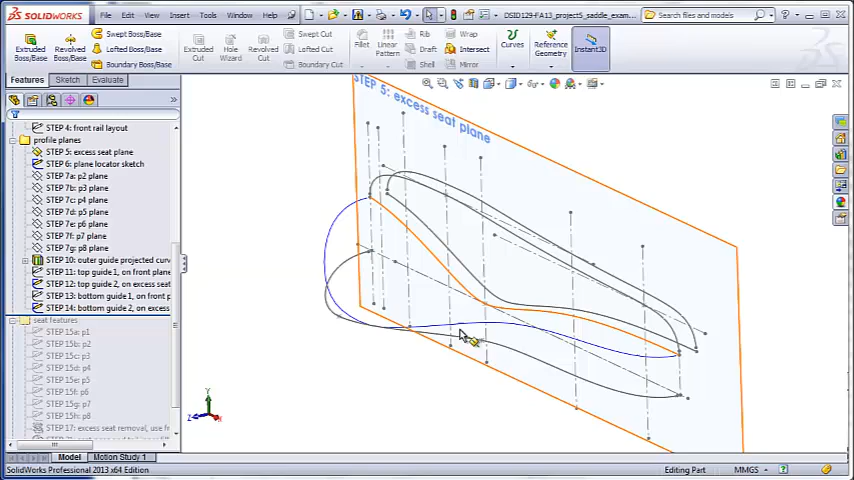 SOLIDWORKS File Edit View Insert Tools Window Help DSID129-FA13_project5_saddle_exam... Search files and models
Extruded Boss/Base
Revolved Boss/Base
Swept Boss/Base
Lofted Boss/Base
Boundary Boss/Base
Extruded Cut
Hole Wizard
Revolved Cut
Swept Cut
Lofted Cut
Boundary Cut
Fillet
Linear Pattern
Rib
Draft
Shell
Wrap
Intersect
Mirror
Curves
Reference Geometry
Instant3D
Features Sketch Evaluate
STEP 4: front rail layout
profile planes
STEP 5: excess seat plane
STEP 6: plane locator sketch
STEP 7a: p2 plane
STEP 7b: p3 plane
STEP 7c: p4 plane
STEP 7d: p5 plane
STEP 7e: p6 plane
STEP 7f: p7 plane
STEP 7g: p8 plane
STEP 10: outer guide projected curv
STEP 11: top guide 1, on front plane
STEP 12: top guide 2, on excess sea
STEP 13: bottom guide 1, on front p
STEP 14: bottom guide 2, on excess
seat features
STEP 15a: p1
STEP 15b: p2
STEP 15c: p3
STEP 15d: p4
STEP 15e: p5
STEP 15f: p6
STEP 15g: p7
STEP 15h: p8
STEP 17: excess seat removal, use
STEP 5: excess seat plane
Y
Z
X
Model Motion Study 1
SolidWorks Professional 2013 x64 Edition Editing Part MMGS